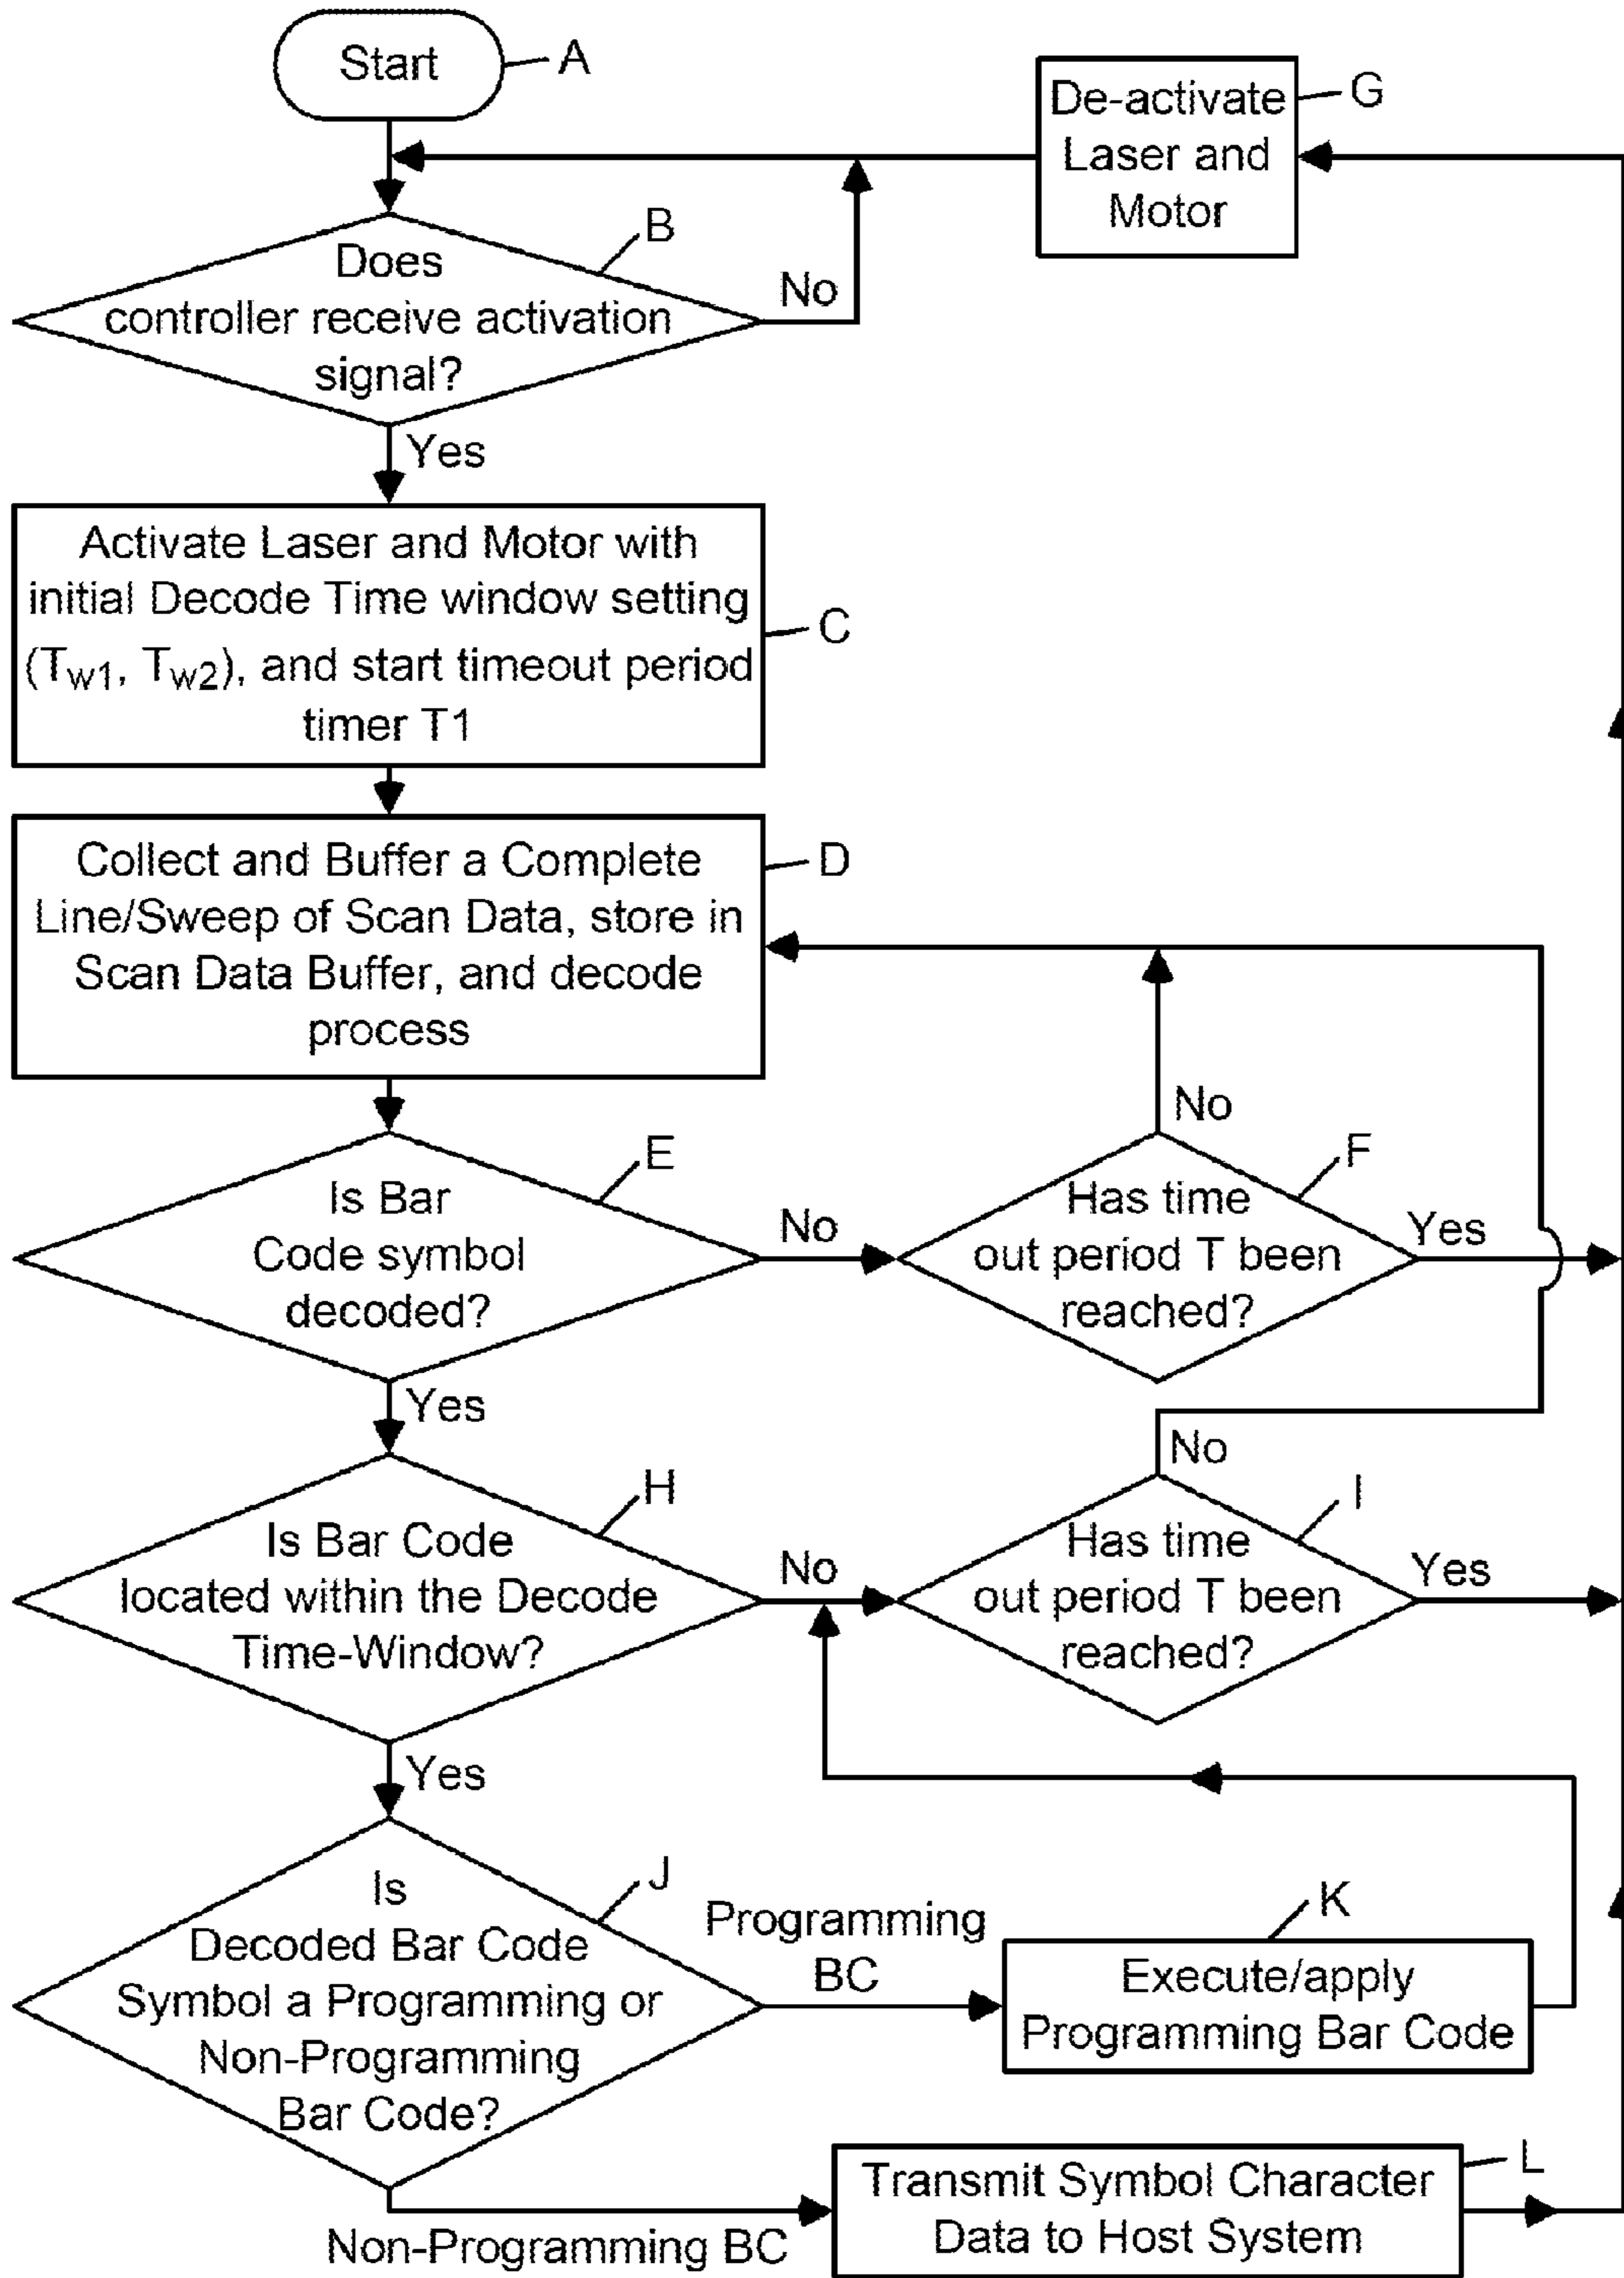 Start
A
De-activate
Laser and
Motor
G
Does
controller receive activation
signal?
B
No
Yes
Activate Laser and Motor with
initial Decode Time window setting
(Tw1, Tw2), and start timeout period
timer T1
C
Collect and Buffer a Complete
Line/Sweep of Scan Data, store in
Scan Data Buffer, and decode
process
D
Is Bar
Code symbol
decoded?
E
No
Has time
out period T been
reached?
F
No
Yes
Yes
Is Bar Code
located within the Decode
Time-Window?
H
No
Has time
out period T been
reached?
I
No
Yes
Yes
Is
Decoded Bar Code
Symbol a Programming or
Non-Programming
Bar Code?
J
Programming
BC
Execute/apply
Programming Bar Code
K
Non-Programming BC
Transmit Symbol Character
Data to Host System
L